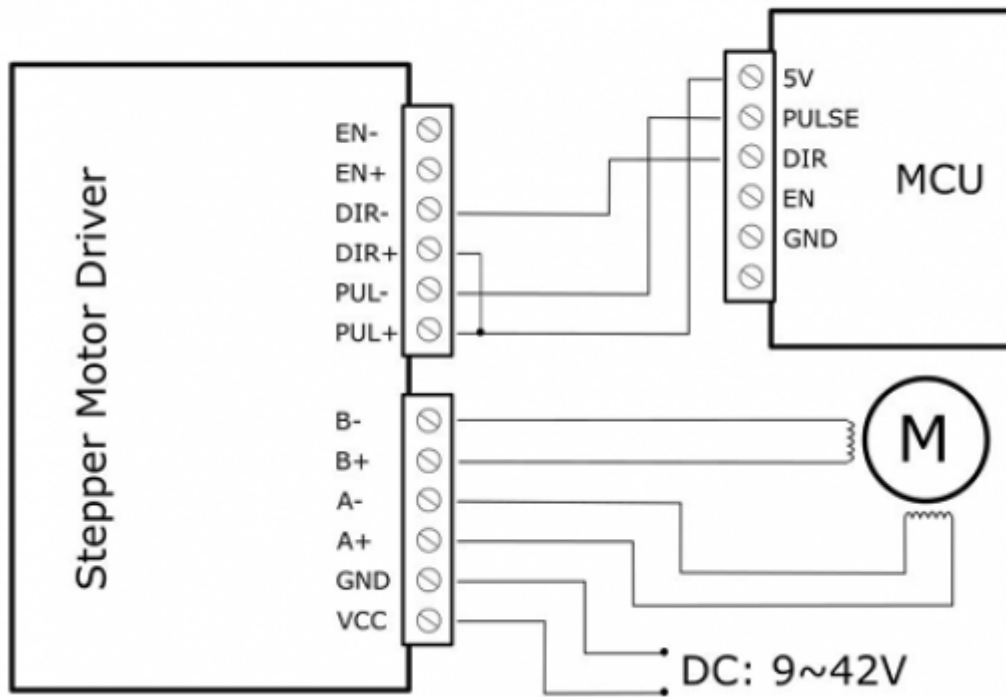 Stepper Motor Driver
EN-
EN+
DIR-
DIR+
PUL-
PUL+
B-
B+
A-
A+
GND
VCC
5V
PULSE
DIR
EN
GND
MCU
M
DC: 9~42V